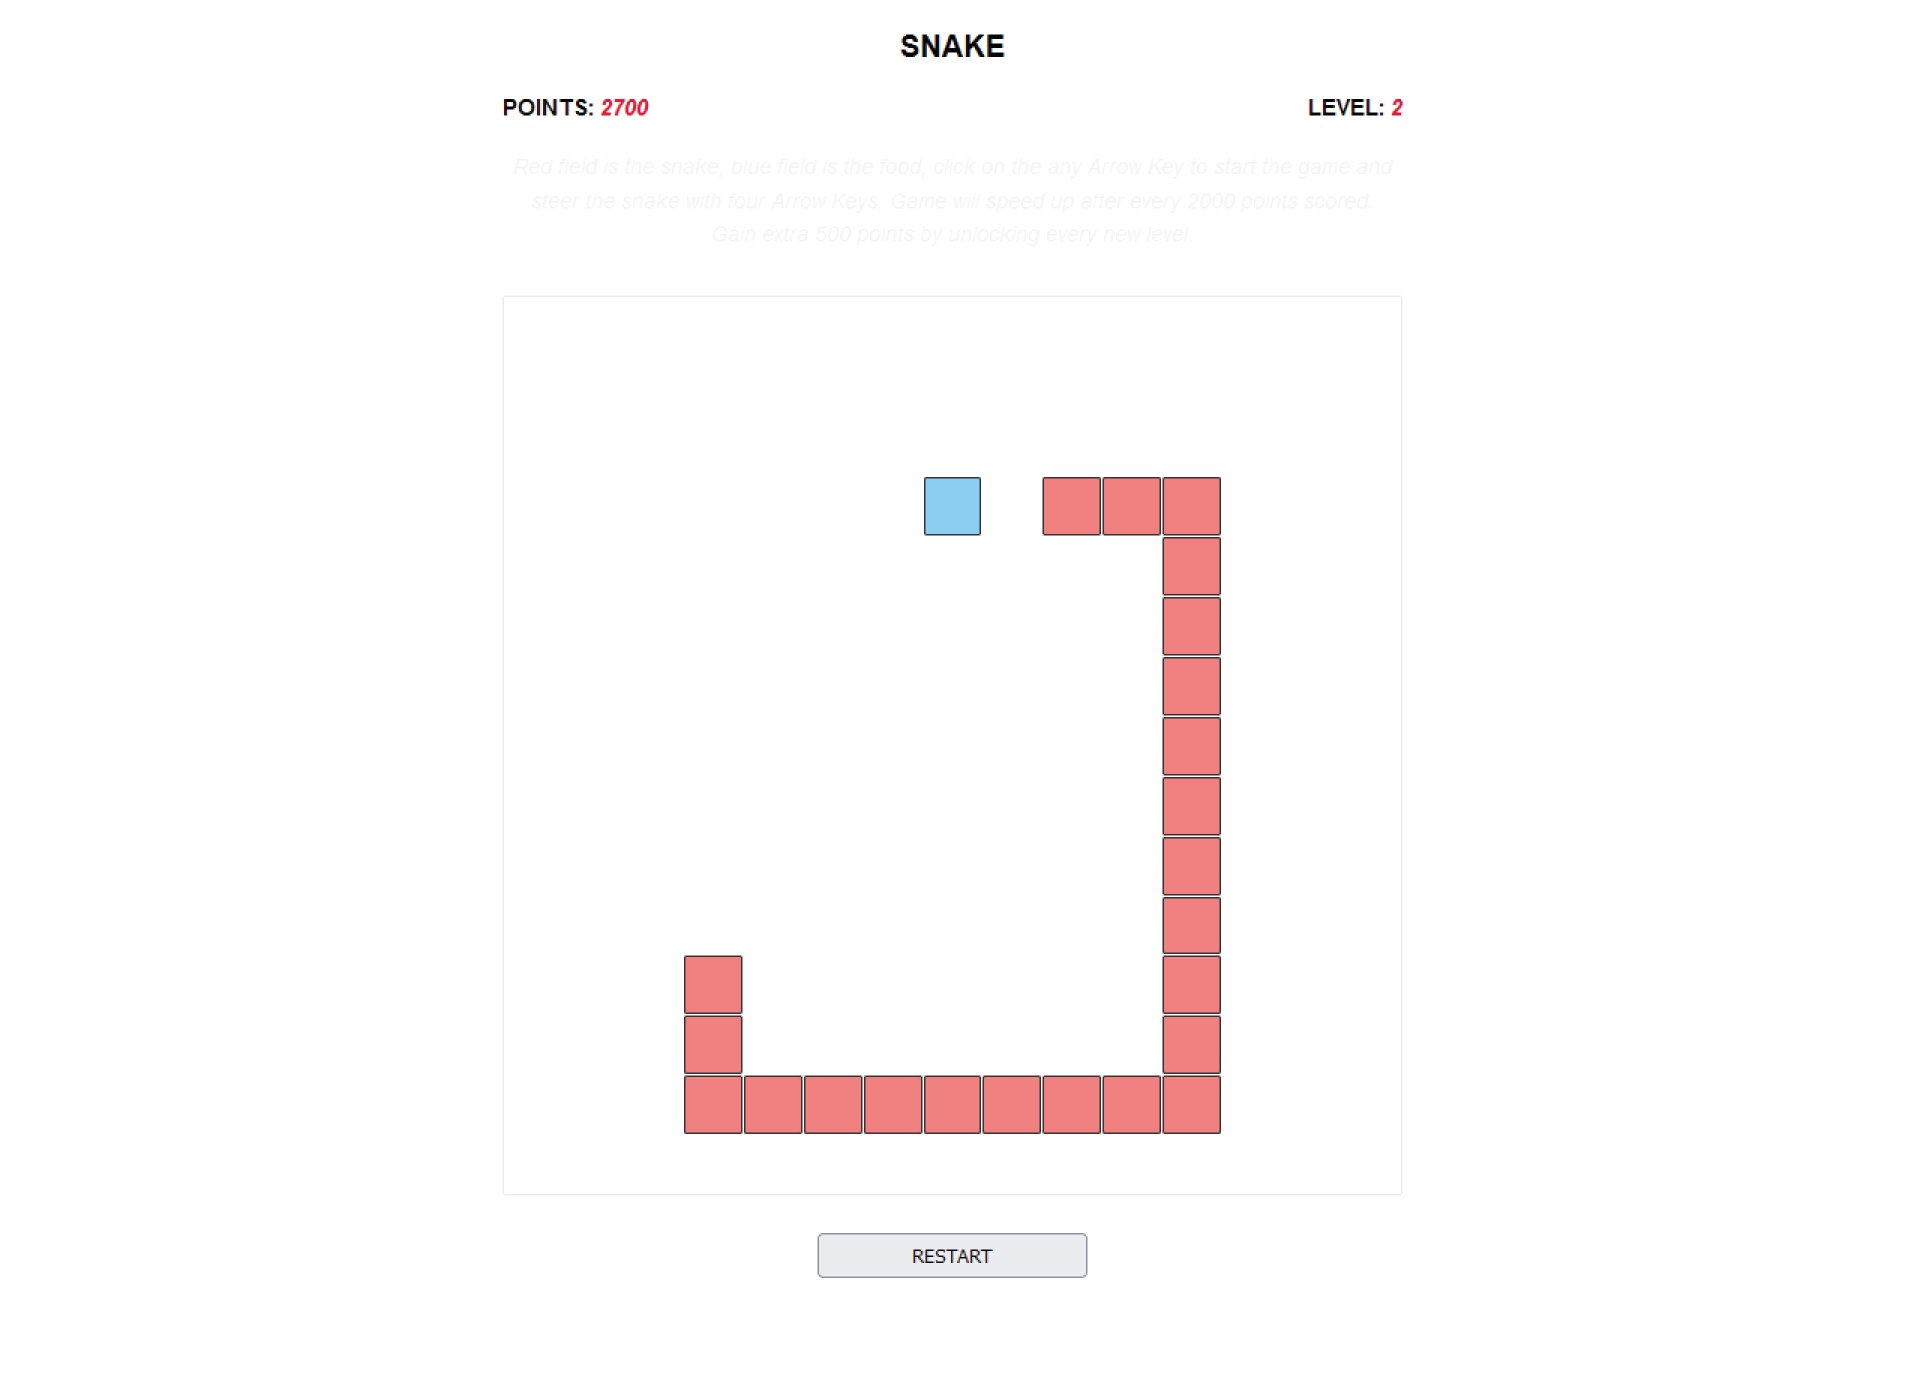 SNAKE
POINTS: 2700
LEVEL: 2
Red field is the snake, blue field is the food, click on the any Arrow Key to start the game and
steer the snake with four Arrow Keys. Game will speed up after every 2000 points scored.
Gain extra 500 points by unlocking every new level.
RESTART